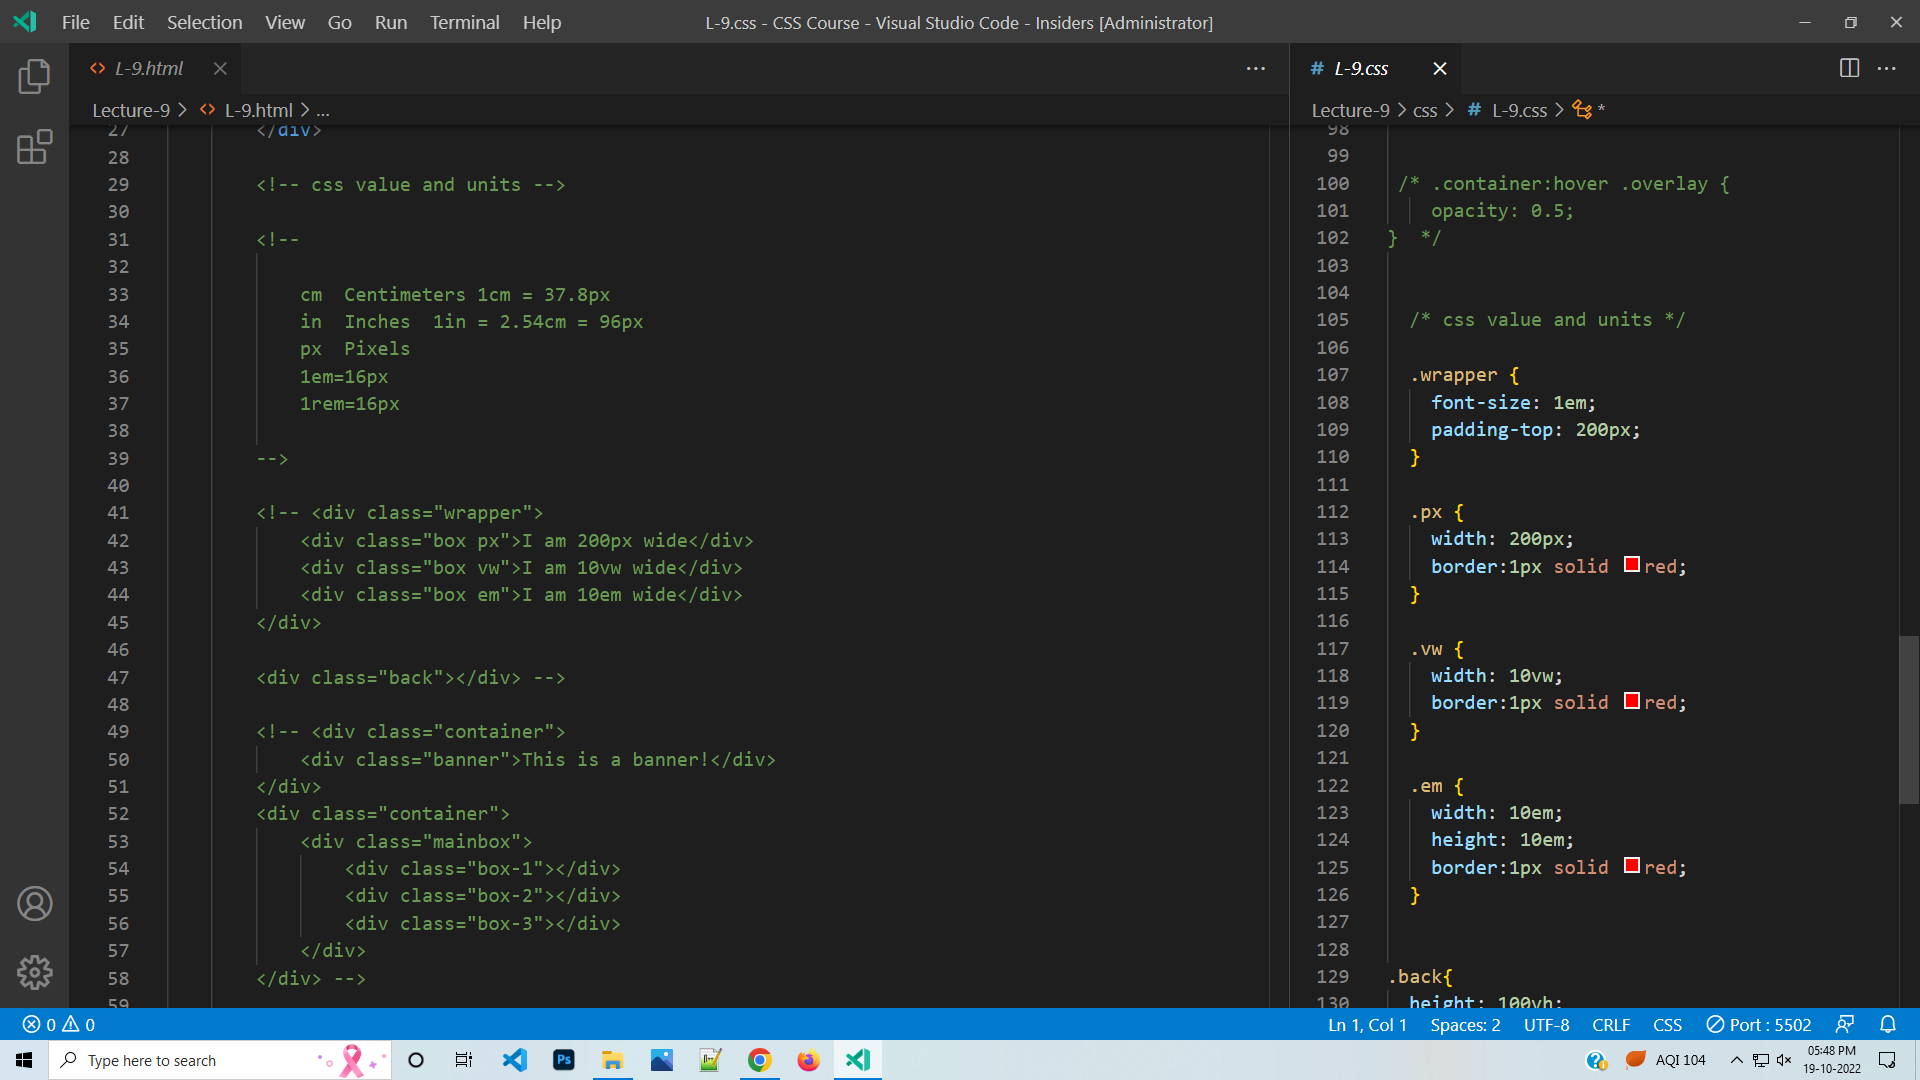 File Edit Selection View Go Run Terminal Help
L-9.css - CSS Course - Visual Studio Code - Insiders [Administrator]
L-9.html
Lecture-9 > L-9.html > ...
27 </div>
28
29 <!-- css value and units -->
30
31 <!--
32
33 cm  Centimeters 1cm = 37.8px
34 in  Inches  1in = 2.54cm = 96px
35 px  Pixels
36 1em=16px
37 1rem=16px
38
39 -->
40
41 <!-- <div class="wrapper">
42 <div class="box px">I am 200px wide</div>
43 <div class="box vw">I am 10vw wide</div>
44 <div class="box em">I am 10em wide</div>
45 </div>
46
47 <div class="back"></div> -->
48
49 <!-- <div class="container">
50 <div class="banner">This is a banner!</div>
51 </div>
52 <div class="container">
53 <div class="mainbox">
54 <div class="box-1"></div>
55 <div class="box-2"></div>
56 <div class="box-3"></div>
57 </div>
58 </div> -->
59
# L-9.css
Lecture-9 > css > # L-9.css > *
98
99
100 /* .container:hover .overlay {
101 opacity: 0.5;
102 }  */
103
104
105 /* css value and units */
106
107 .wrapper {
108 font-size: 1em;
109 padding-top: 200px;
110 }
111
112 .px {
113 width: 200px;
114 border:1px solid red;
115 }
116
117 .vw {
118 width: 10vw;
119 border:1px solid red;
120 }
121
122 .em {
123 width: 10em;
124 height: 10em;
125 border:1px solid red;
126 }
127
128
129 .back{
130 height: 100vh;
0 0
Ln 1, Col 1 Spaces: 2 UTF-8 CRLF CSS Port : 5502
Type here to search
Ps
AQI 104
05:48 PM
19-10-2022